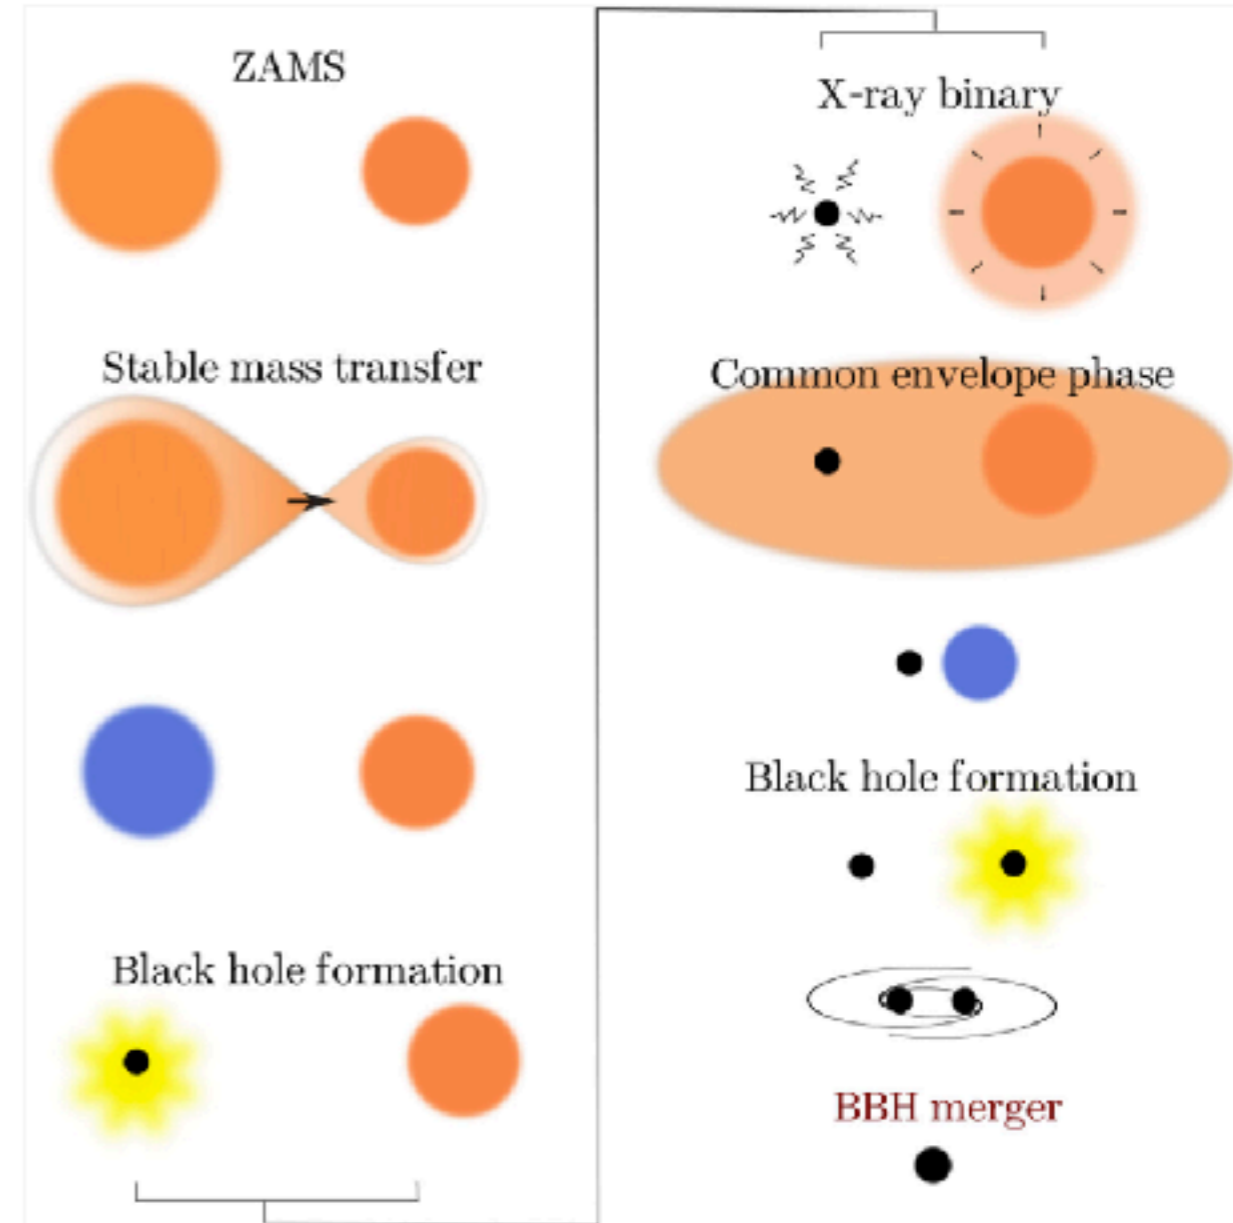 ZAMS
Stable mass transfer
Black hole formation
X-ray binary
Common envelope phase
Black hole formation
BBH merger